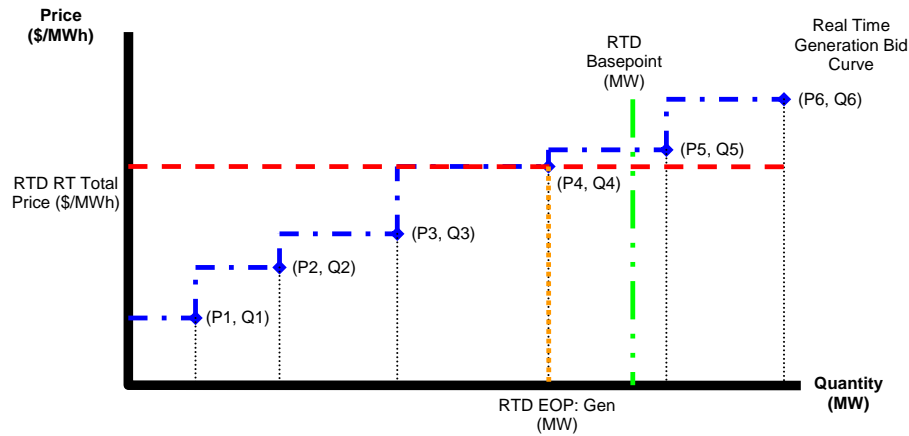 Price
($/MWh)
RTD
Basepoint
(MW)
Real Time
Generation Bid
Curve
(P6, Q6)
(P5, Q5)
RTD RT Total
Price ($/MWh)
(P4, Q4)
(P3, Q3)
(P2, Q2)
(P1, Q1)
Quantity
(MW)
RTD EOP: Gen
(MW)